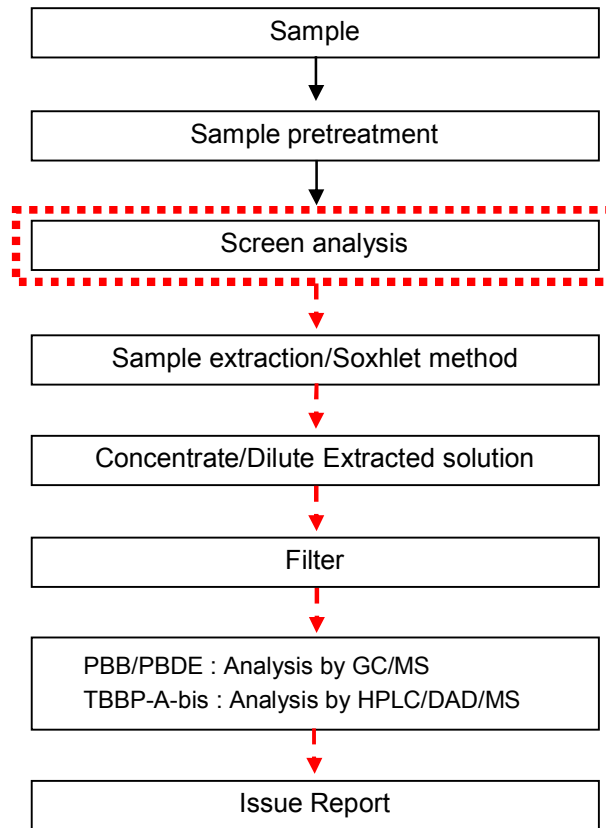 Sample
Sample pretreatment
Screen analysis
Sample extraction/Soxhlet method
Concentrate/Dilute Extracted solution
Filter
PBB/PBDE : Analysis by GC/MS
TBBP-A-bis : Analysis by HPLC/DAD/MS
Issue Report